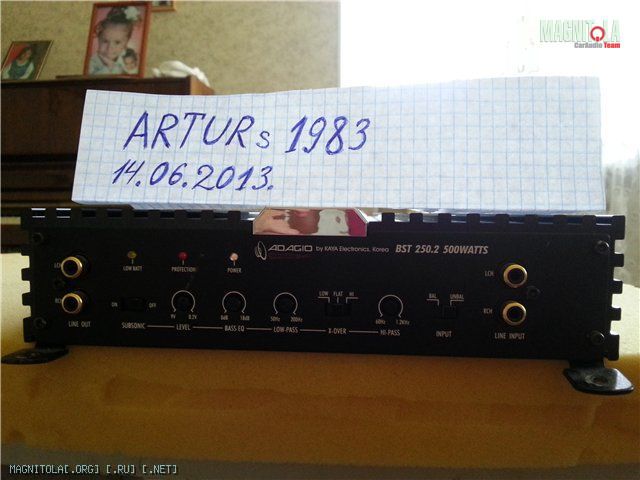 MAGNITOLA
CarAudio Team
ARTURs 1983
14.06.2013.
ADAGIO by KAYA Electronics, Korea BST 250.2 500WATTS
LOW BATT PROTECTION POWER
LCH
RCH
LINE OUT
ON OFF
SUBSONIC
9V 0.2V
LEVEL
0dB 18dB
BASS EQ
50Hz 200Hz
LOW-PASS
LOW FLAT HI
X-OVER
60Hz 1.2KHz
HI-PASS
BAL UNBAL
INPUT
LCH
RCH
LINE INPUT
MAGNITOLA[.ORG] [.RU] [.NET]